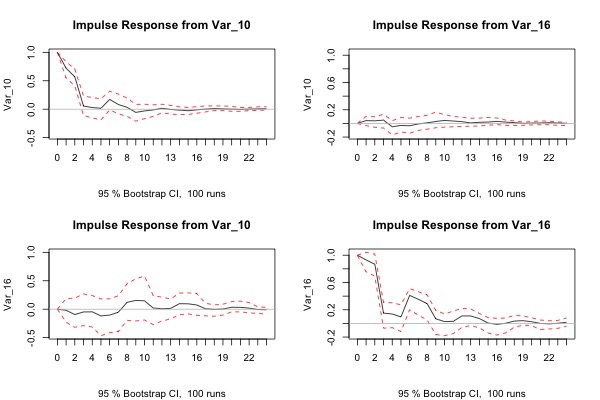 Impulse Response from Var_10
Var_10
-0.5 0.0 0.5 1.0
0 2 4 6 8 10 13 16 19 22
95 % Bootstrap CI, 100 runs
Impulse Response from Var_16
Var_10
-0.2 0.2 0.6 1.0
0 2 4 6 8 10 13 16 19 22
95 % Bootstrap CI, 100 runs
Impulse Response from Var_10
Var_16
-0.5 0.0 0.5 1.0
0 2 4 6 8 10 13 16 19 22
95 % Bootstrap CI, 100 runs
Impulse Response from Var_16
Var_16
-0.2 0.2 0.6 1.0
0 2 4 6 8 10 13 16 19 22
95 % Bootstrap CI, 100 runs